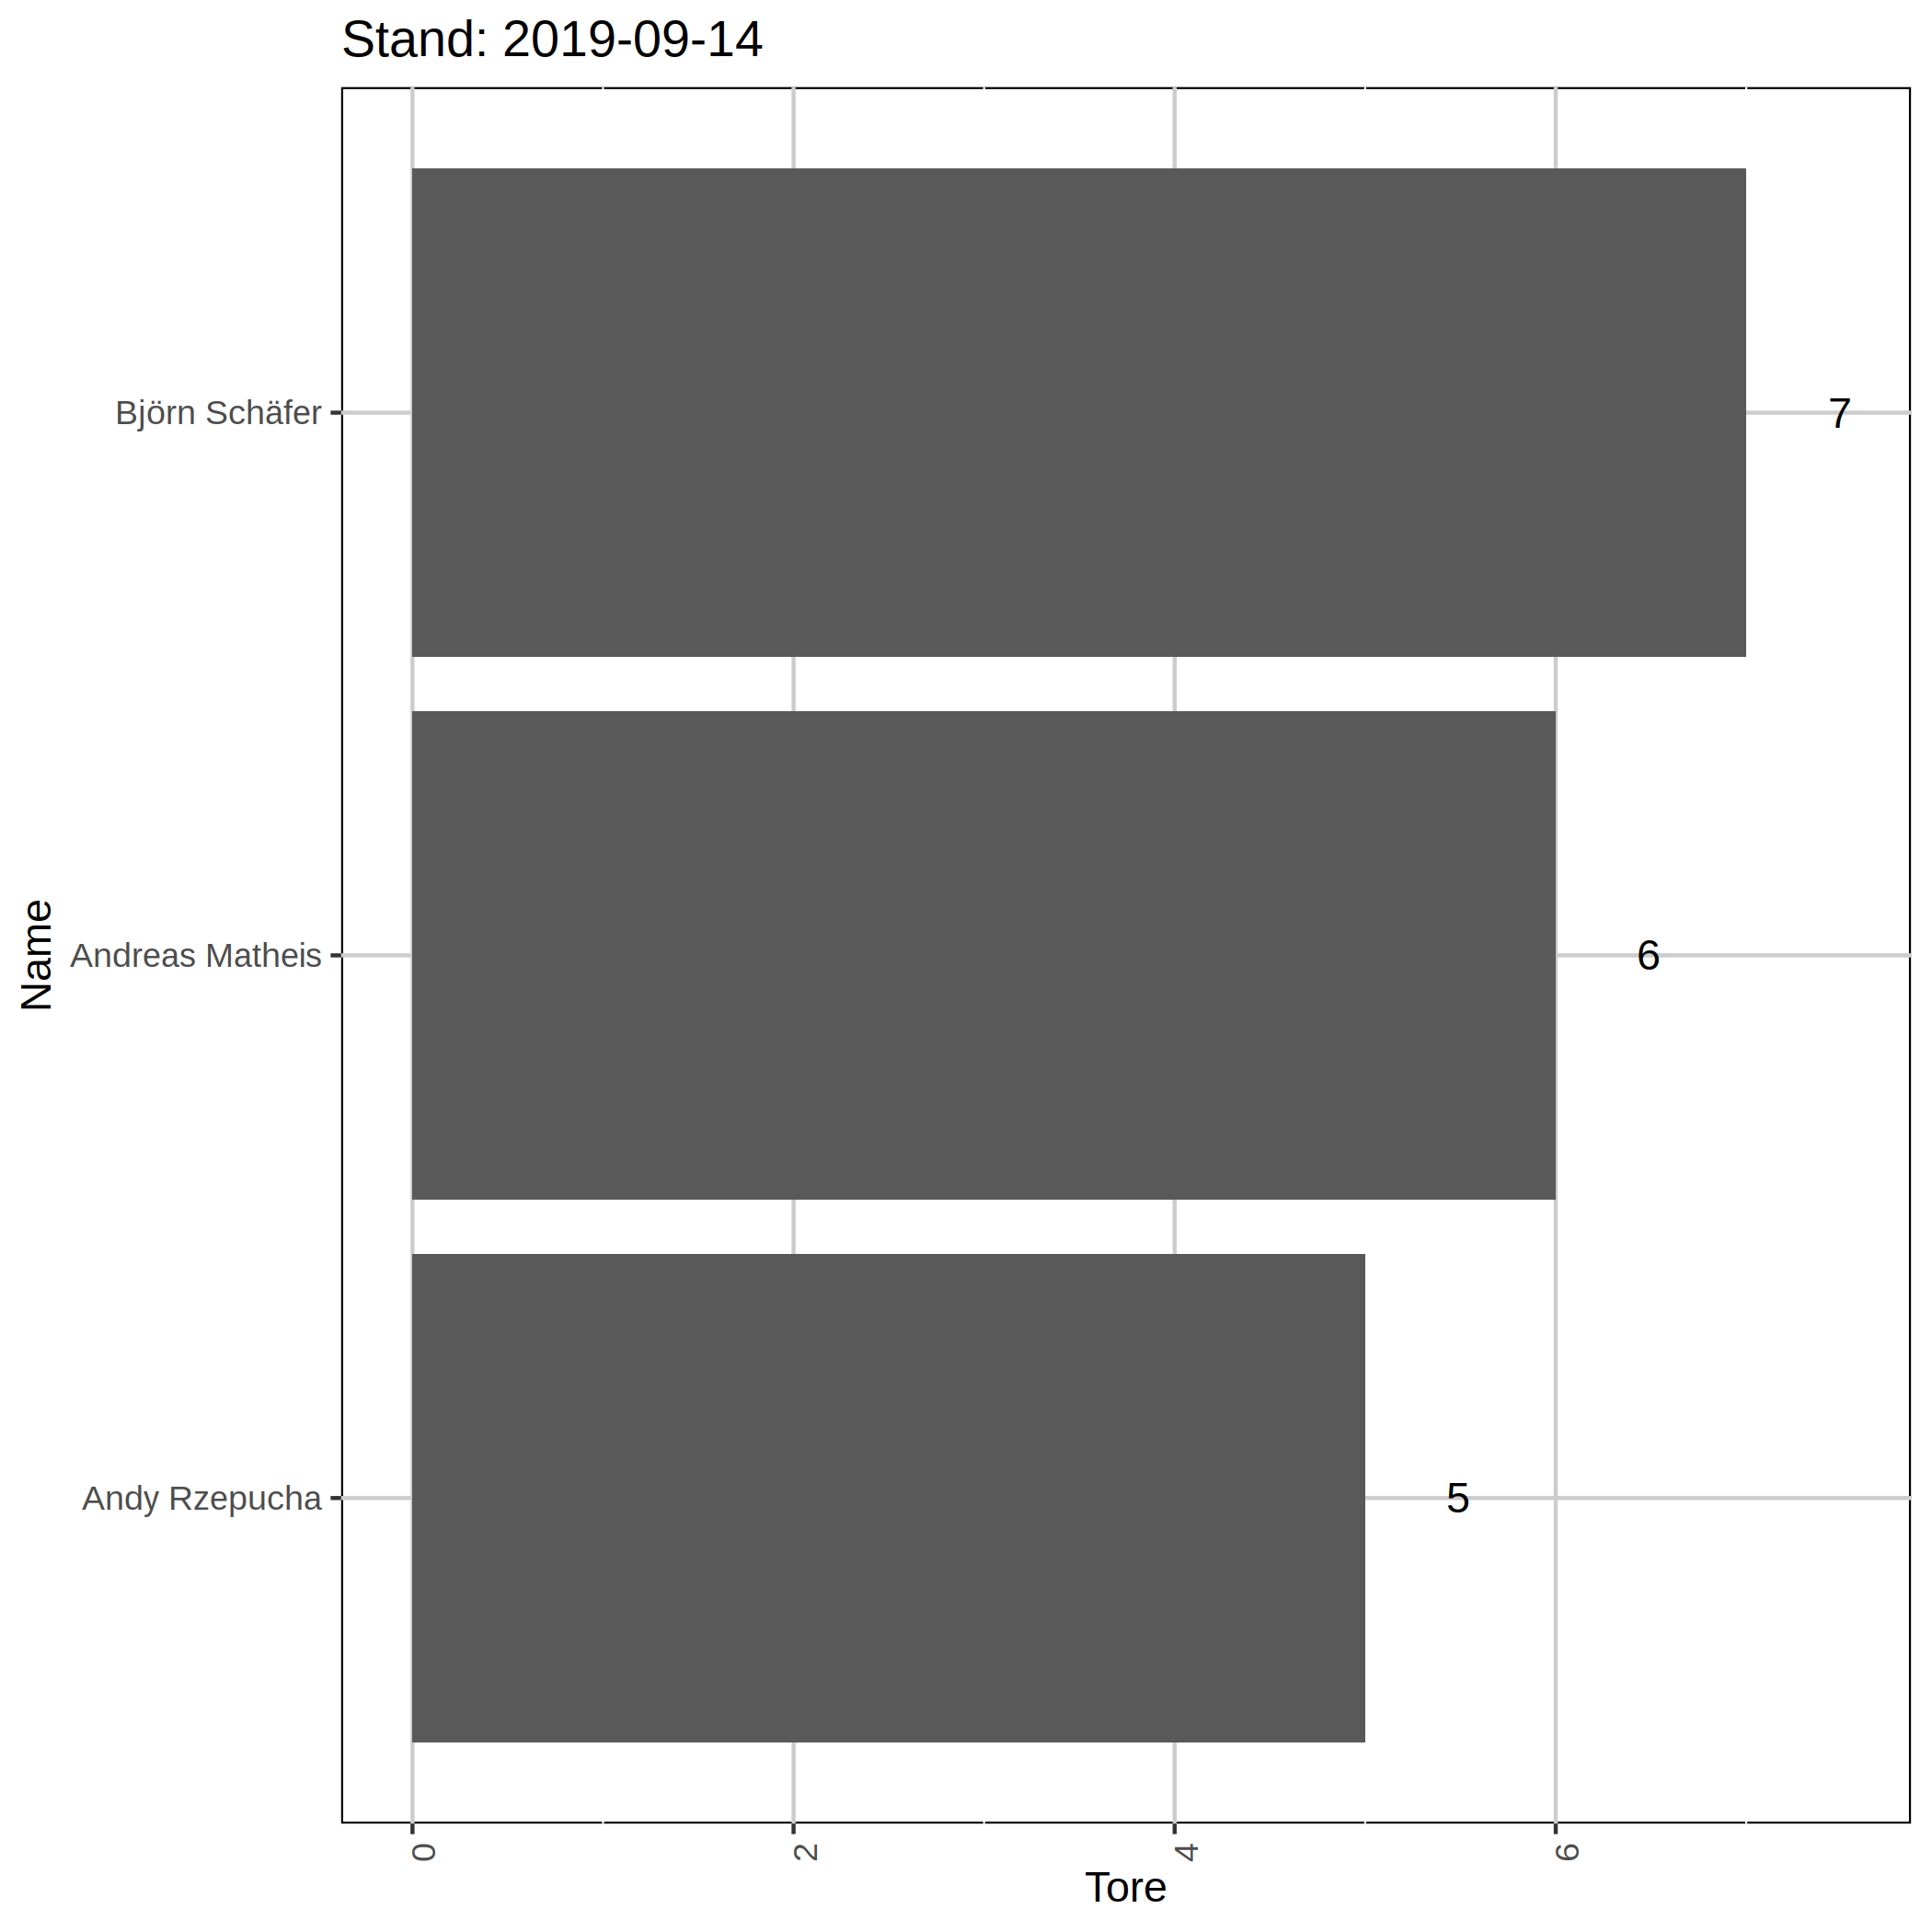 Stand: 2019-09-14
Björn Schäfer
7
Andreas Matheis
6
Andy Rzepucha
5
Name
0
2
4
6
Tore